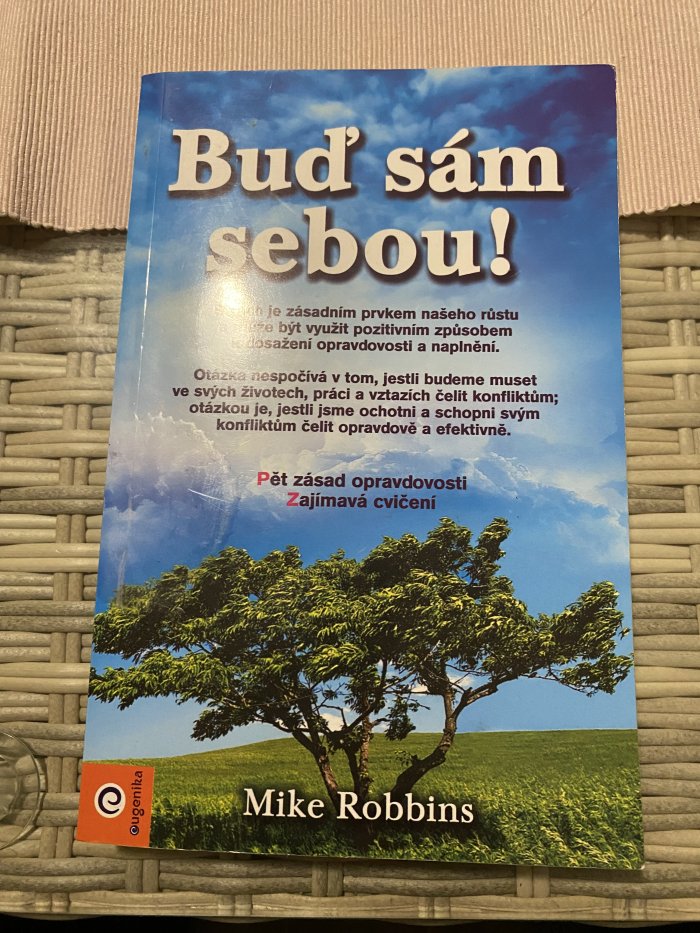 Buď sám
sebou!
je zásadním prvkem našeho růstu
být využit pozitivním způsobem
dosažení opravdovosti a naplnění.
Otázka nespočívá v tom, jestli budeme muset
ve svých životech, práci a vztazích čelit konfliktům;
otázkou je, jestli jsme ochotni a schopni svým
konfliktům čelit opravdově a efektivně.
Pět zásad opravdovosti
Zajímavá cvičení
Mike Robbins
eugenika